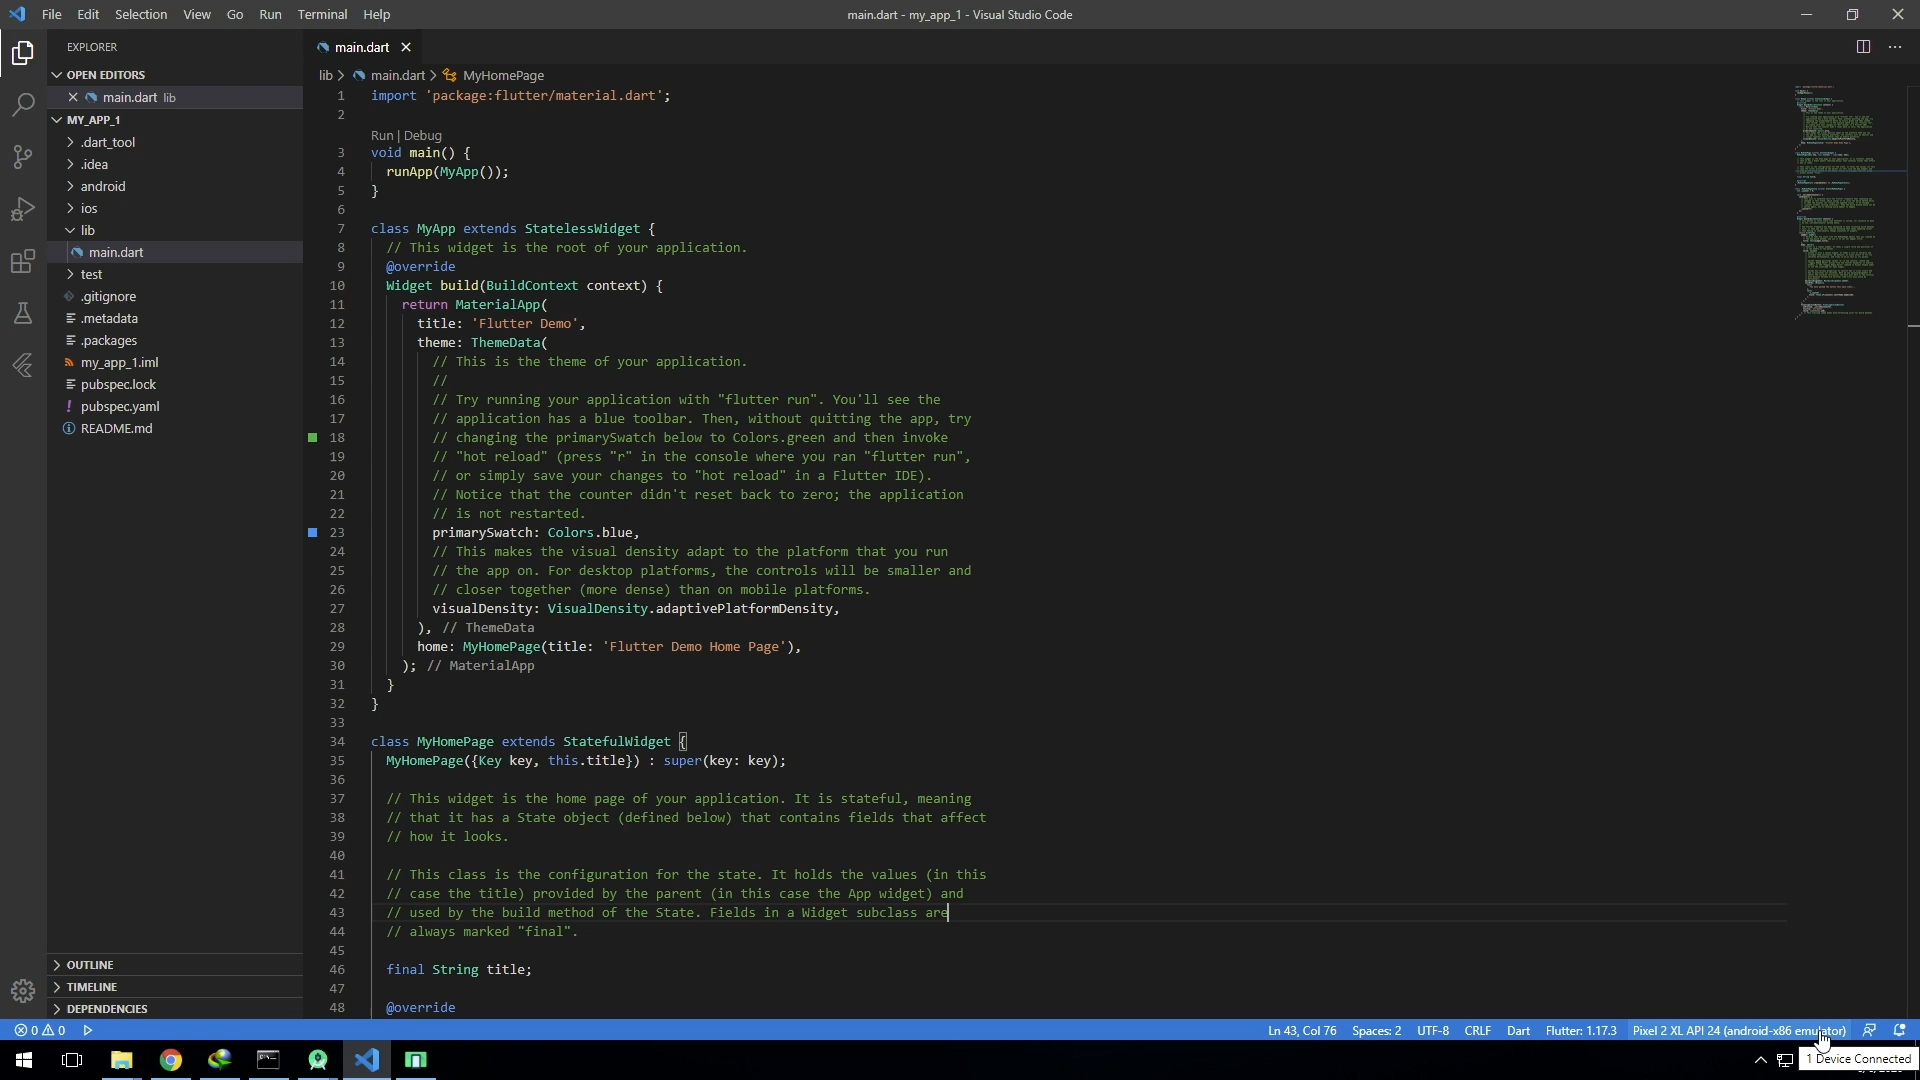 File Edit Selection View Go Run Terminal Help
main.dart - my_app_1 - Visual Studio Code
EXPLORER
OPEN EDITORS
main.dart lib
MY_APP_1
.dart_tool
.idea
android
ios
lib
main.dart
test
.gitignore
.metadata
.packages
my_app_1.iml
pubspec.lock
pubspec.yaml
README.md
OUTLINE
TIMELINE
DEPENDENCIES
main.dart
lib > main.dart > MyHomePage
1 import 'package:flutter/material.dart';
2
Run | Debug
3 void main() {
4 runApp(MyApp());
5 }
6
7 class MyApp extends StatelessWidget {
8 // This widget is the root of your application.
9 @override
10 Widget build(BuildContext context) {
11 return MaterialApp(
12 title: 'Flutter Demo',
13 theme: ThemeData(
14 // This is the theme of your application.
15 //
16 // Try running your application with "flutter run". You'll see the
17 // application has a blue toolbar. Then, without quitting the app, try
18 // changing the primarySwatch below to Colors.green and then invoke
19 // "hot reload" (press "r" in the console where you ran "flutter run",
20 // or simply save your changes to "hot reload" in a Flutter IDE).
21 // Notice that the counter didn't reset back to zero; the application
22 // is not restarted.
23 primarySwatch: Colors.blue,
24 // This makes the visual density adapt to the platform that you run
25 // the app on. For desktop platforms, the controls will be smaller and
26 // closer together (more dense) than on mobile platforms.
27 visualDensity: VisualDensity.adaptivePlatformDensity,
28 ), // ThemeData
29 home: MyHomePage(title: 'Flutter Demo Home Page'),
30 ); // MaterialApp
31 }
32 }
33
34 class MyHomePage extends StatefulWidget {
35 MyHomePage({Key key, this.title}) : super(key: key);
36
37 // This widget is the home page of your application. It is stateful, meaning
38 // that it has a State object (defined below) that contains fields that affect
39 // how it looks.
40
41 // This class is the configuration for the state. It holds the values (in this
42 // case the title) provided by the parent (in this case the App widget) and
43 // used by the build method of the State. Fields in a Widget subclass are
44 // always marked "final".
45
46 final String title;
47
48 @override
0 0
Ln 43, Col 76 Spaces: 2 UTF-8 CRLF Dart Flutter: 1.17.3 Pixel 2 XL API 24 (android-x86 emulator)
1 Device Connected